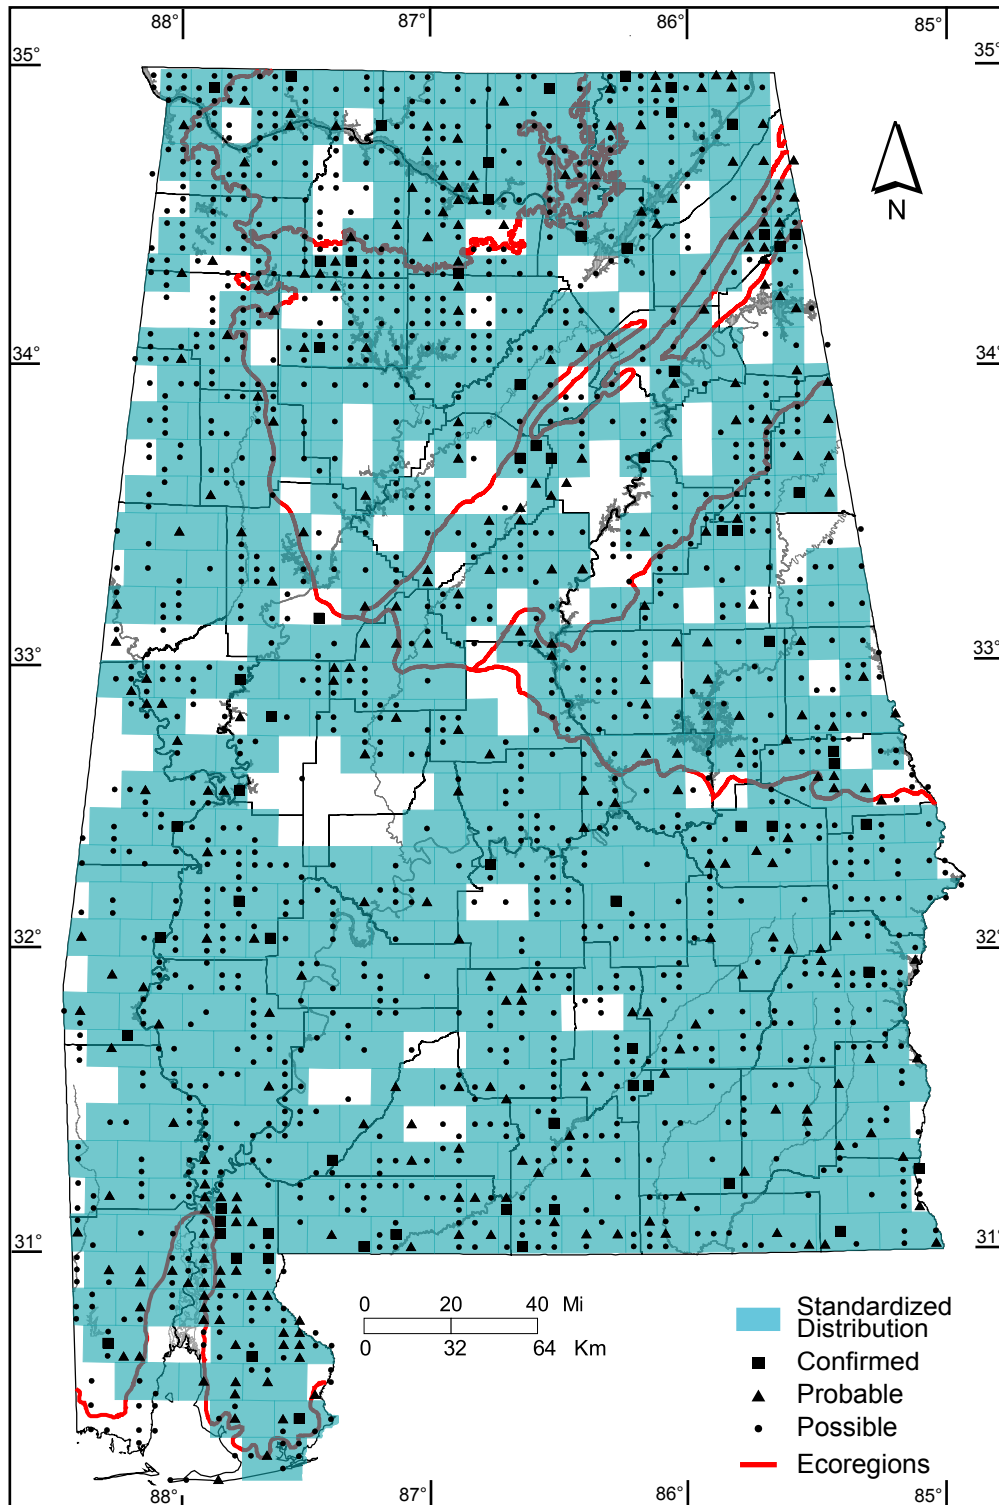 88° 87° 86° 85°
35° 35°
N
34° 34°
33° 33°
32° 32°
31° 31°
0 20 40 Mi
0 32 64 Km
Standardized
Distribution
Confirmed
Probable
Possible
Ecoregions
88° 87° 86° 85°